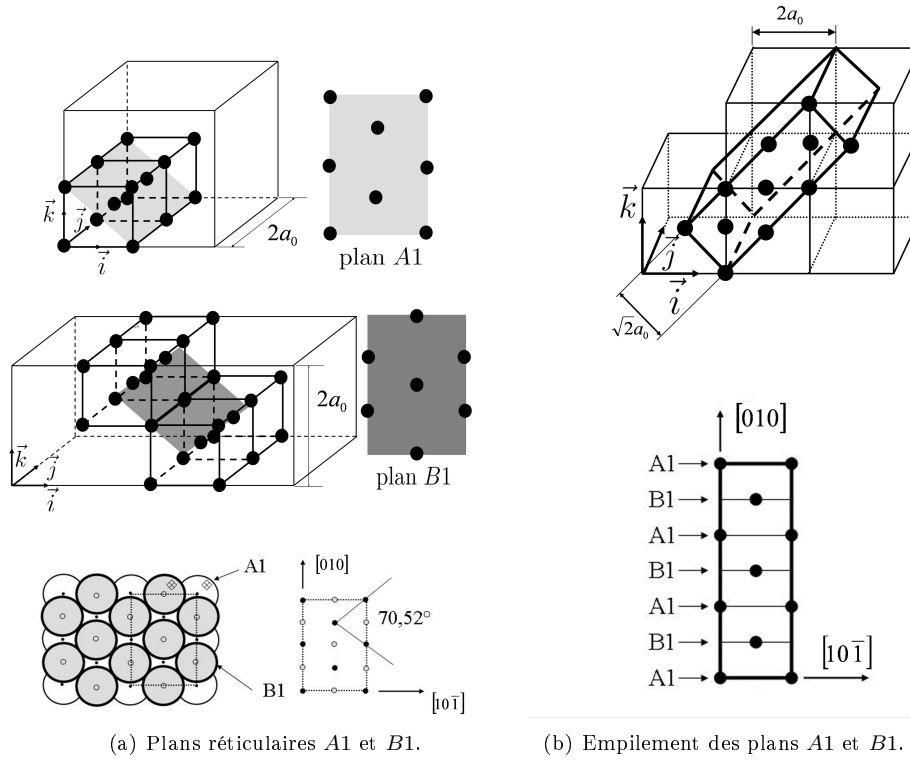 2a₀
k⃗
j⃗
i⃗
2a₀
plan A1
k⃗
j⃗
i⃗
√2a₀
2a₀
k⃗
j⃗
i⃗
plan B1
A1
B1
[010]
70,52°
[101̄]
[010]
A1
B1
A1
B1
A1
B1
A1
[101̄]
(a) Plans réticulaires A1 et B1.
(b) Empilement des plans A1 et B1.